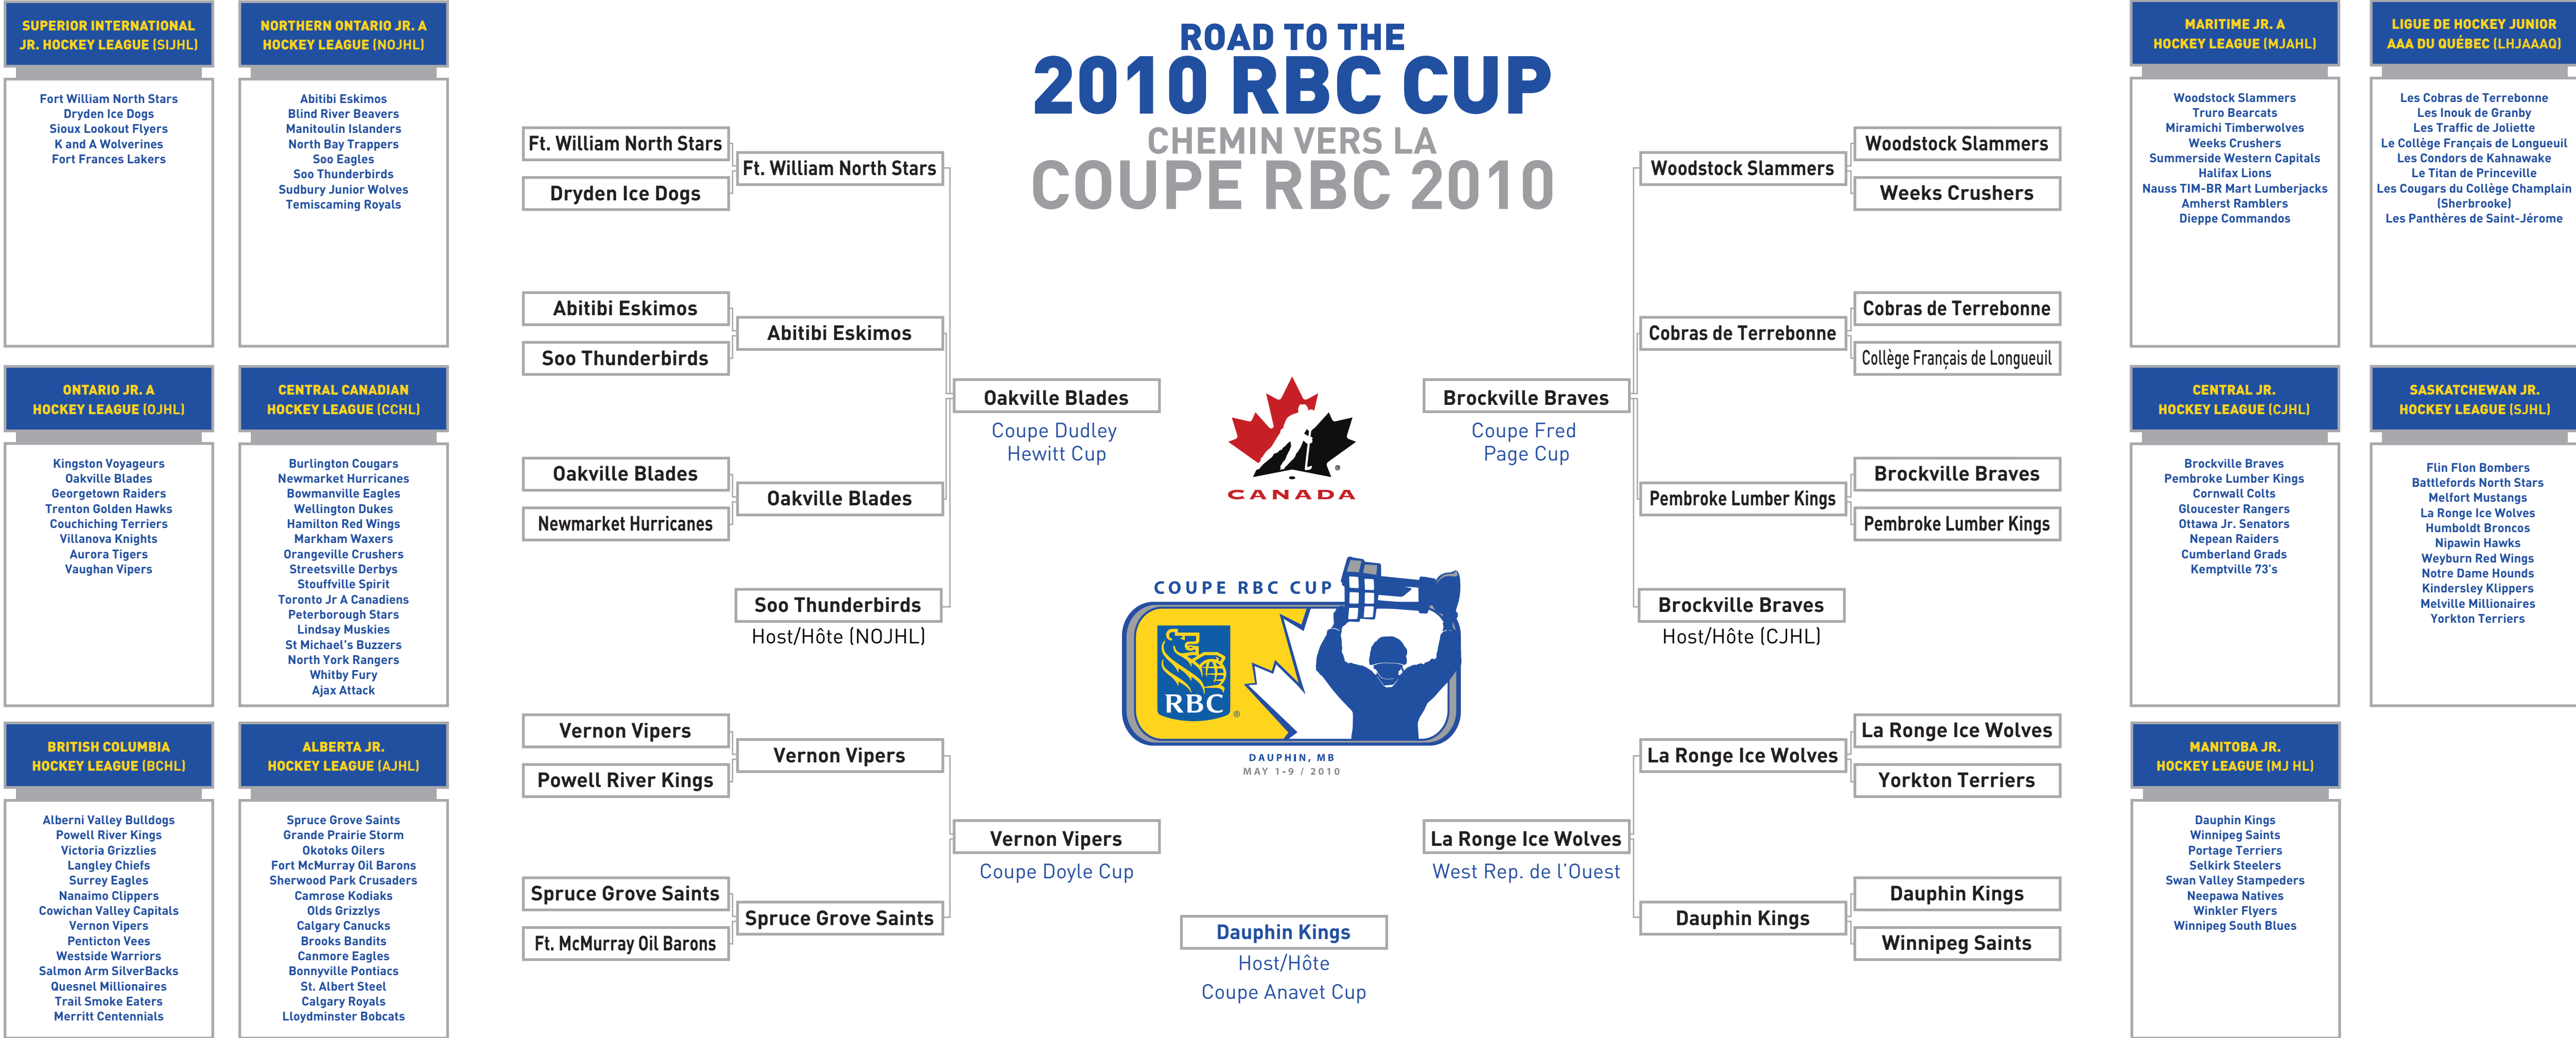 SUPERIOR INTERNATIONAL
JR. HOCKEY LEAGUE (SIJHL)
Fort William North Stars
Dryden Ice Dogs
Sioux Lookout Flyers
K and A Wolverines
Fort Frances Lakers
NORTHERN ONTARIO JR. A
HOCKEY LEAGUE (NOJHL)
Abitibi Eskimos
Blind River Beavers
Manitoulin Islanders
North Bay Trappers
Soo Eagles
Soo Thunderbirds
Sudbury Junior Wolves
Temiscaming Royals
ONTARIO JR. A
HOCKEY LEAGUE (OJHL)
Kingston Voyageurs
Oakville Blades
Georgetown Raiders
Trenton Golden Hawks
Couchiching Terriers
Villanova Knights
Aurora Tigers
Vaughan Vipers
CENTRAL CANADIAN
HOCKEY LEAGUE (CCHL)
Burlington Cougars
Newmarket Hurricanes
Bowmanville Eagles
Wellington Dukes
Hamilton Red Wings
Markham Waxers
Orangeville Crushers
Streetsville Derbys
Stouffville Spirit
Toronto Jr A Canadiens
Peterborough Stars
Lindsay Muskies
St Michael's Buzzers
North York Rangers
Whitby Fury
Ajax Attack
BRITISH COLUMBIA
HOCKEY LEAGUE (BCHL)
Alberni Valley Bulldogs
Powell River Kings
Victoria Grizzlies
Langley Chiefs
Surrey Eagles
Nanaimo Clippers
Cowichan Valley Capitals
Vernon Vipers
Penticton Vees
Westside Warriors
Salmon Arm SilverBacks
Quesnel Millionaires
Trail Smoke Eaters
Merritt Centennials
ALBERTA JR.
HOCKEY LEAGUE (AJHL)
Spruce Grove Saints
Grande Prairie Storm
Okotoks Oilers
Fort McMurray Oil Barons
Sherwood Park Crusaders
Camrose Kodiaks
Olds Grizzlys
Calgary Canucks
Brooks Bandits
Canmore Eagles
Bonnyville Pontiacs
St. Albert Steel
Calgary Royals
Lloydminster Bobcats
ROAD TO THE
2010 RBC CUP
CHEMIN VERS LA
COUPE RBC 2010
Ft. William North Stars
Dryden Ice Dogs
Ft. William North Stars
Abitibi Eskimos
Soo Thunderbirds
Abitibi Eskimos
Oakville Blades
Newmarket Hurricanes
Oakville Blades
Soo Thunderbirds
Host/Hôte (NOJHL)
Oakville Blades
Coupe Dudley
Hewitt Cup
Vernon Vipers
Powell River Kings
Vernon Vipers
Spruce Grove Saints
Ft. McMurray Oil Barons
Spruce Grove Saints
Vernon Vipers
Coupe Doyle Cup
CANADA
®
COUPE RBC CUP
RBC
®
DAUPHIN, MB
MAY 1-9 / 2010
Dauphin Kings
Host/Hôte
Coupe Anavet Cup
Brockville Braves
Coupe Fred
Page Cup
Woodstock Slammers
Woodstock Slammers
Weeks Crushers
Cobras de Terrebonne
Cobras de Terrebonne
Collège Français de Longueuil
Pembroke Lumber Kings
Brockville Braves
Pembroke Lumber Kings
Brockville Braves
Host/Hôte (CJHL)
La Ronge Ice Wolves
West Rep. de l'Ouest
La Ronge Ice Wolves
La Ronge Ice Wolves
Yorkton Terriers
Dauphin Kings
Dauphin Kings
Winnipeg Saints
MARITIME JR. A
HOCKEY LEAGUE (MJAHL)
Woodstock Slammers
Truro Bearcats
Miramichi Timberwolves
Weeks Crushers
Summerside Western Capitals
Halifax Lions
Nauss TIM-BR Mart Lumberjacks
Amherst Ramblers
Dieppe Commandos
LIGUE DE HOCKEY JUNIOR
AAA DU QUÉBEC (LHJAAAQ)
Les Cobras de Terrebonne
Les Inouk de Granby
Les Traffic de Joliette
Le Collège Français de Longueuil
Les Condors de Kahnawake
Le Titan de Princeville
Les Cougars du Collège Champlain
(Sherbrooke)
Les Panthères de Saint-Jérome
CENTRAL JR.
HOCKEY LEAGUE (CJHL)
Brockville Braves
Pembroke Lumber Kings
Cornwall Colts
Gloucester Rangers
Ottawa Jr. Senators
Nepean Raiders
Cumberland Grads
Kemptville 73's
SASKATCHEWAN JR.
HOCKEY LEAGUE (SJHL)
Flin Flon Bombers
Battlefords North Stars
Melfort Mustangs
La Ronge Ice Wolves
Humboldt Broncos
Nipawin Hawks
Weyburn Red Wings
Notre Dame Hounds
Kindersley Klippers
Melville Millionaires
Yorkton Terriers
MANITOBA JR.
HOCKEY LEAGUE (MJ HL)
Dauphin Kings
Winnipeg Saints
Portage Terriers
Selkirk Steelers
Swan Valley Stampeders
Neepawa Natives
Winkler Flyers
Winnipeg South Blues